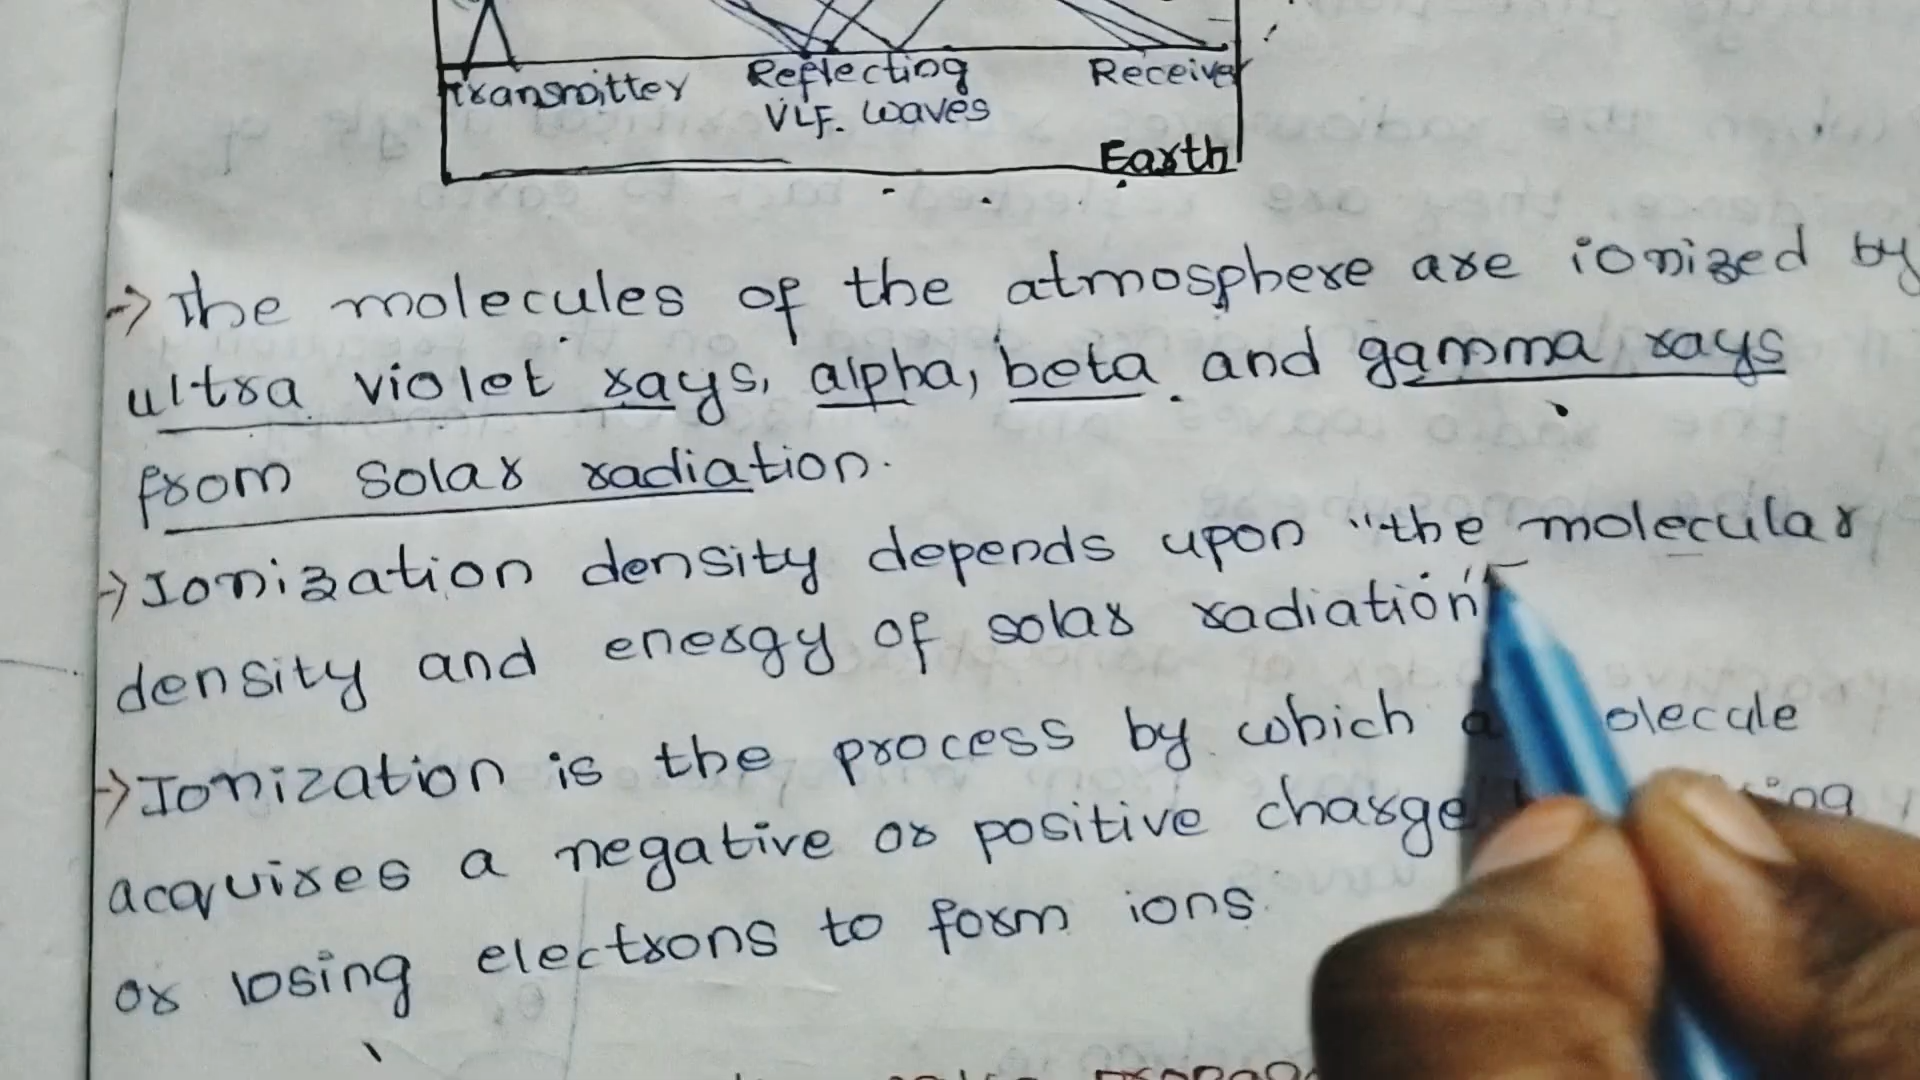 Transmitter Reflecting Receiver
VLF. waves
Earth
-> The molecules of the atmosphere are ionized by
ultra violet rays, alpha, beta and gamma rays
from solar radiation.
-> Ionization density depends upon "the molecular
density and energy of solar radiation"
-> Ionization is the process by which a olecule
acquires a negative or positive charge
or losing electrons to form ions.